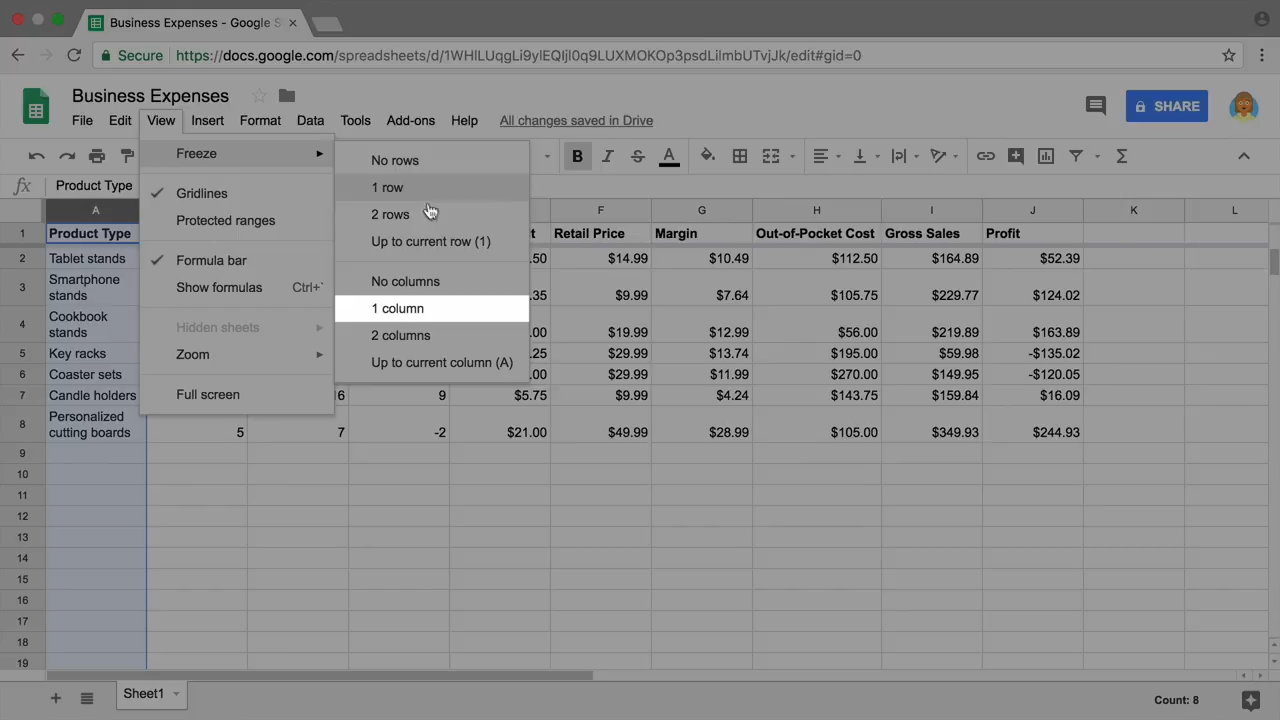 Business Expenses - Google S
Secure https://docs.google.com/spreadsheets/d/1WHlLUqgLi9ylEQIjl0q9LUXMOKOp3psdLilmbUTvjJk/edit#gid=0
Business Expenses
File Edit View Insert Format Data Tools Add-ons Help All changes saved in Drive
SHARE
Freeze
Gridlines
Protected ranges
Formula bar
Show formulas Ctrl+`
Hidden sheets
Zoom
Full screen
No rows
1 row
2 rows
Up to current row (1)
No columns
1 column
2 columns
Up to current column (A)
B I S A
fx Product Type
A F G H I J K L
1 Product Type t Retail Price Margin Out-of-Pocket Cost Gross Sales Profit
2 Tablet stands .50 $14.99 $10.49 $112.50 $164.89 $52.39
3 Smartphone
stands .35 $9.99 $7.64 $105.75 $229.77 $124.02
4 Cookbook
stands .00 $19.99 $12.99 $56.00 $219.89 $163.89
5 Key racks .25 $29.99 $13.74 $195.00 $59.98 -$135.02
6 Coaster sets .00 $29.99 $11.99 $270.00 $149.95 -$120.05
7 Candle holders 16 9 $5.75 $9.99 $4.24 $143.75 $159.84 $16.09
8 Personalized
cutting boards 5 7 -2 $21.00 $49.99 $28.99 $105.00 $349.93 $244.93
9
10
11
12
13
14
15
16
17
18
19
Sheet1
Count: 8